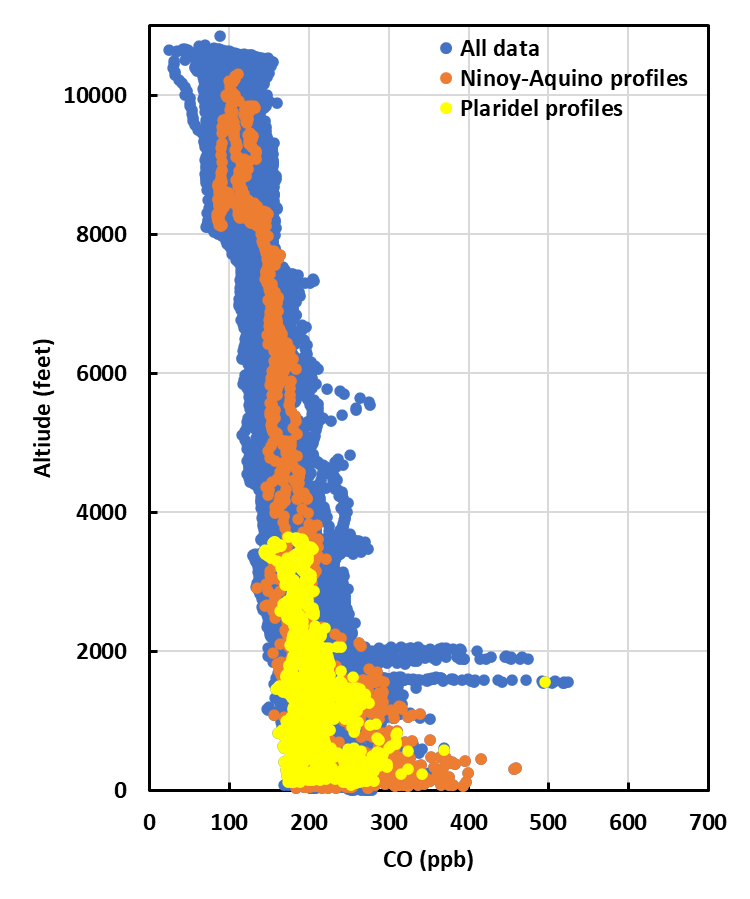 All data
Ninoy-Aquino profiles
Plaridel profiles
10000
8000
6000
4000
2000
0
Altiude (feet)
0 100 200 300 400 500 600 700
CO (ppb)